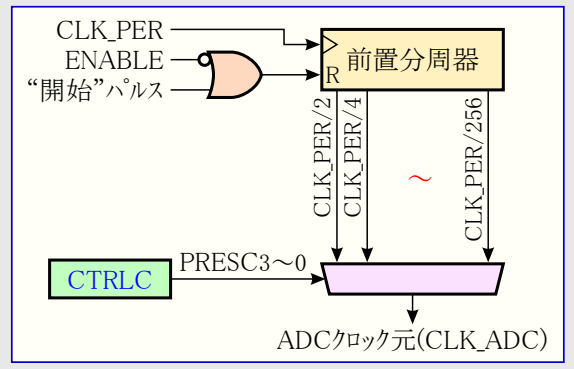 CLK_PER
ENABLE
“開始”パルス
前置分周器
R
CLK_PER/2
CLK_PER/4
～
CLK_PER/256
CTRLC
PRESC3～0
ADCクロック元(CLK_ADC)